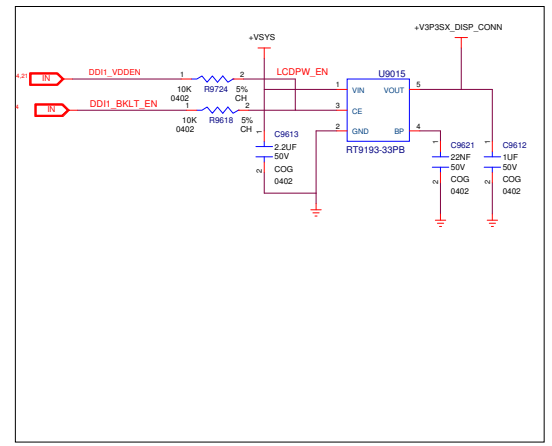 +V3P3SX_DISP_CONN
+VSYS
4,21
IN
DDI1_VDDEN
1
2
LCDPW_EN
U9015
10K
0402
R9724
5%
CH
1
VIN
VOUT
5
4
IN
DDI1_BKLT_EN
1
2
3
CE
10K
0402
R9618
5%
CH
2
GND
BP
4
RT9193-33PB
1
C9613
2.2UF
50V
2
COG
0402
1
C9621
22NF
50V
2
COG
0402
1
C9612
1UF
50V
2
COG
0402